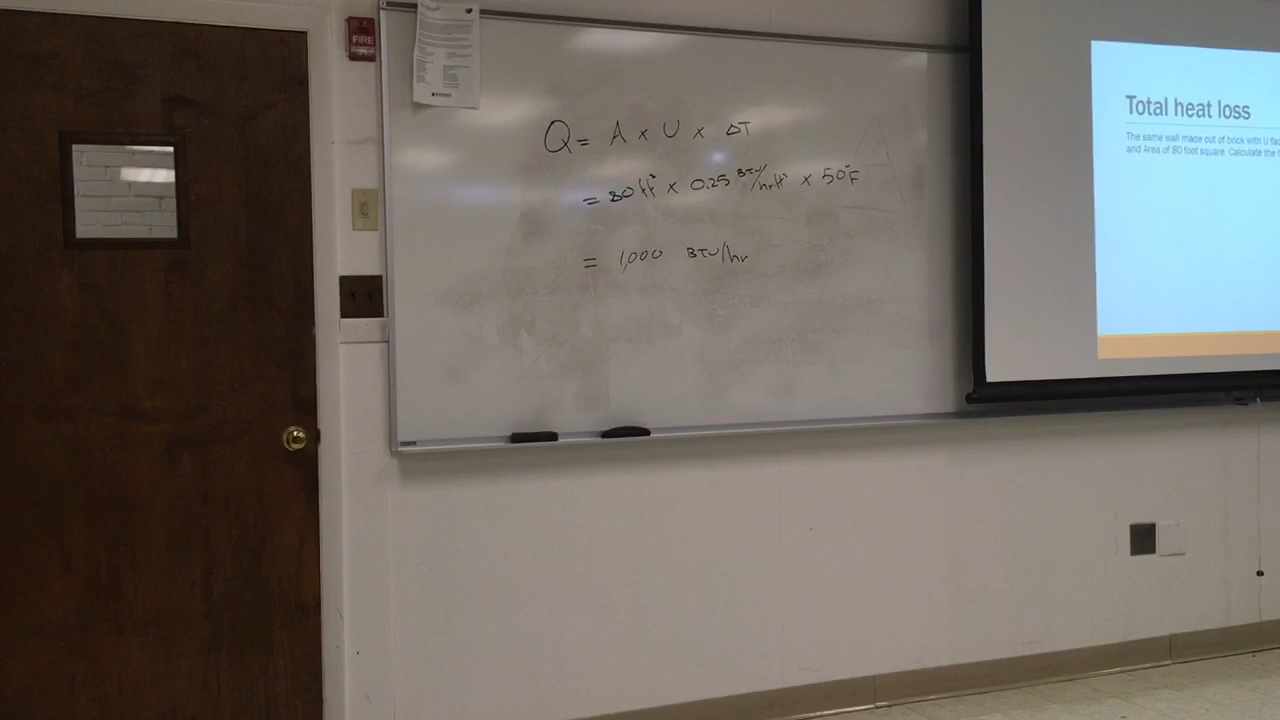 FIRE
Q = A x U x ΔT
= 80 ft² x 0.25 BTU/hr ft² x 50°F
= 1,000 BTU/hr
Total heat loss
The same wall made out of brick with U
and Area of 80 foot square. Calculate the